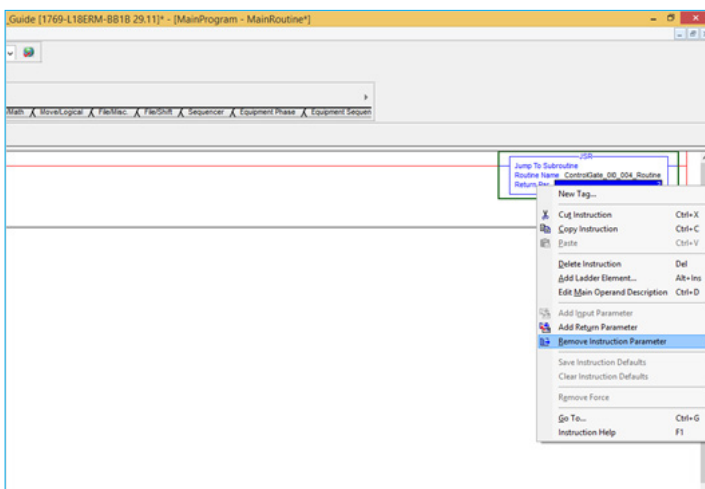 _Guide [1769-L18ERM-BB1B 29.11]* - [MainProgram - MainRoutine*]
/Math Move/Logical File/Misc. File/Shift Sequencer Equipment Phase Equipment Sequen
JSR
Jump To Subroutine
Routine Name ControlGate_0I0_004_Routine
Return Par ?
New Tag...
Cut Instruction Ctrl+X
Copy Instruction Ctrl+C
Paste Ctrl+V
Delete Instruction Del
Add Ladder Element... Alt+Ins
Edit Main Operand Description Ctrl+D
Add Input Parameter
Add Return Parameter
Remove Instruction Parameter
Save Instruction Defaults
Clear Instruction Defaults
Remove Force
Go To... Ctrl+G
Instruction Help F1